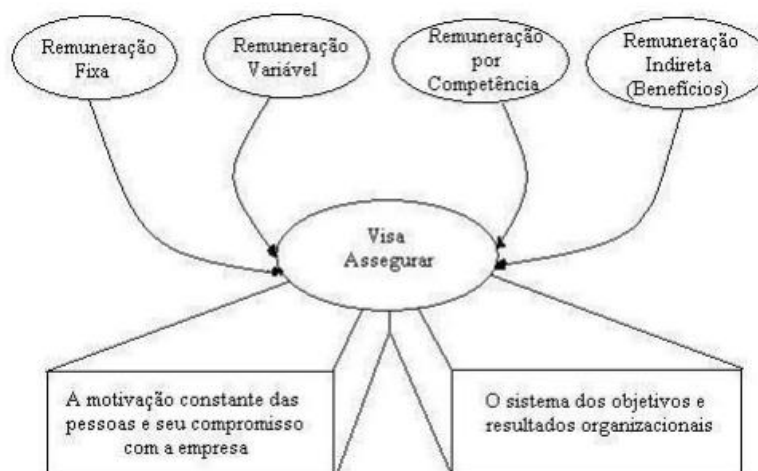 Remuneração
Fixa
Remuneração
Variável
Remuneração
por
Competência
Remuneração
Indireta
(Benefícios)
Visa
Assegurar
A motivação constante das
pessoas e seu compromisso
com a empresa
O sistema dos objetivos e
resultados organizacionais